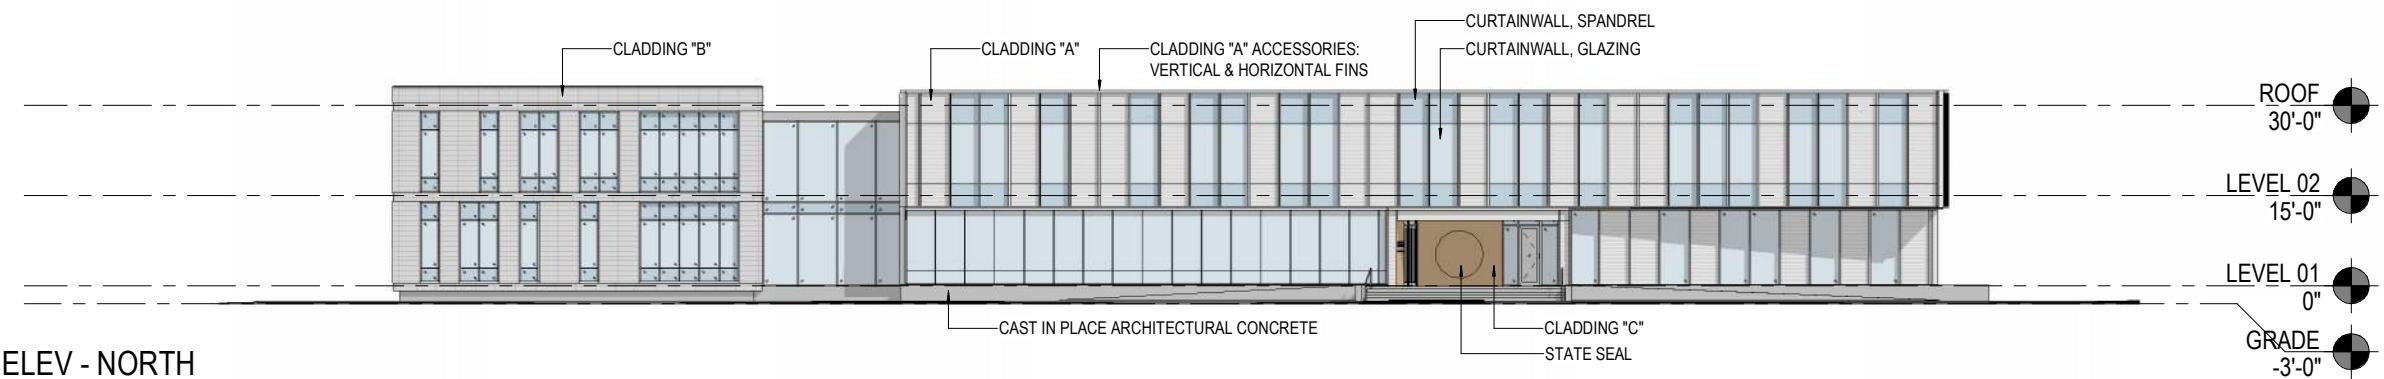 CURTAINWALL, SPANDREL
CLADDING "B"
CLADDING "A"
CLADDING "A" ACCESSORIES:
VERTICAL & HORIZONTAL FINS
CURTAINWALL, GLAZING
ROOF
30'-0"
LEVEL 02
15'-0"
LEVEL 01
0"
CAST IN PLACE ARCHITECTURAL CONCRETE
CLADDING "C"
STATE SEAL
GRADE
-3'-0"
ELEV - NORTH